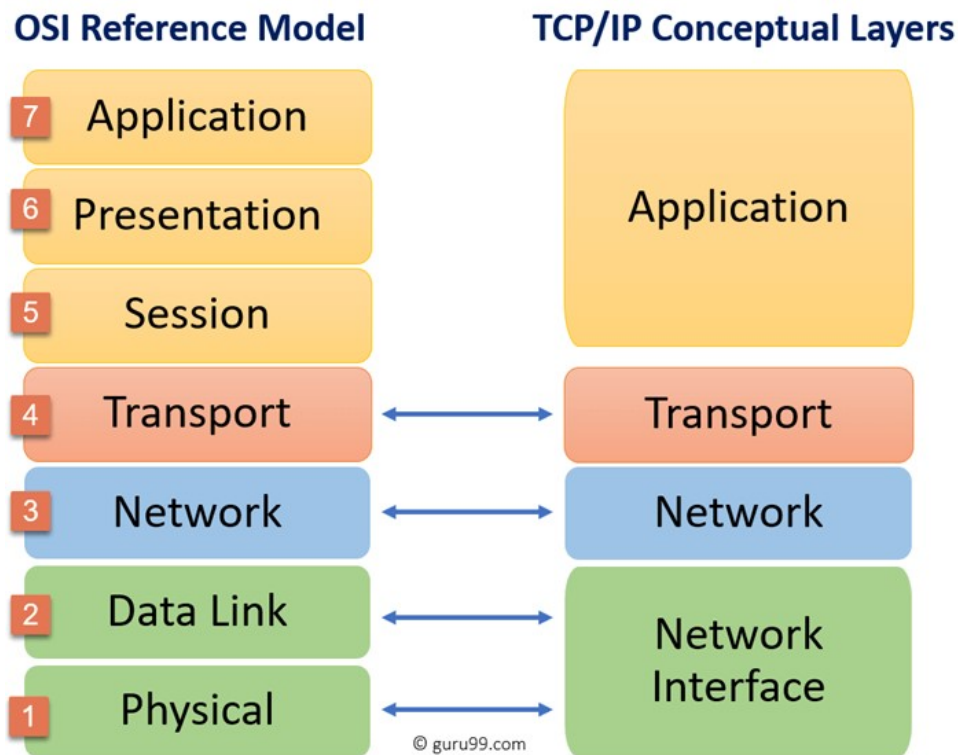 OSI Reference Model
TCP/IP Conceptual Layers
7
Application
6
Presentation
5
Session
Application
4
Transport
Transport
3
Network
Network
2
Data Link
1
Physical
Network
Interface
© guru99.com